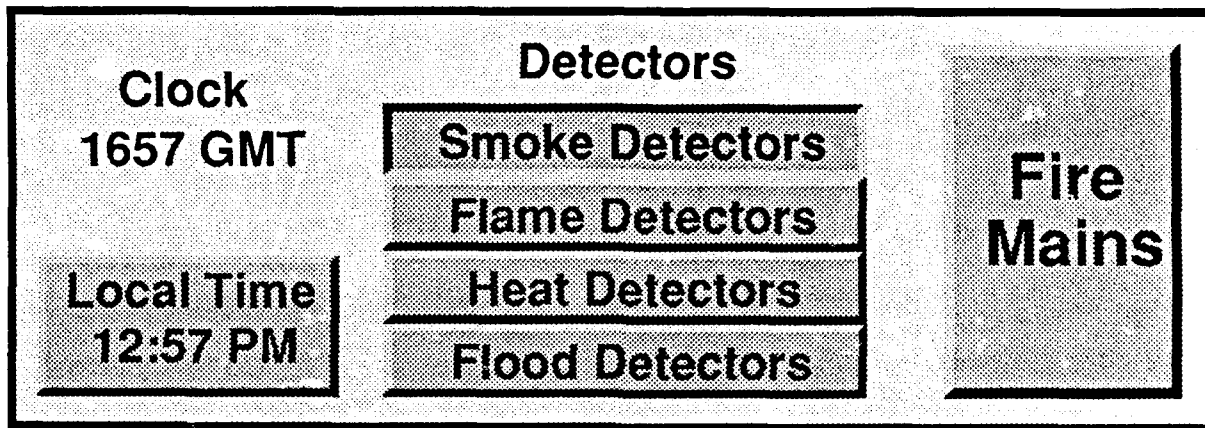 Clock
1657 GMT
Local Time
12:57 PM
Detectors
Smoke Detectors
Flame Detectors
Heat Detectors
Flood Detectors
Fire
Mains